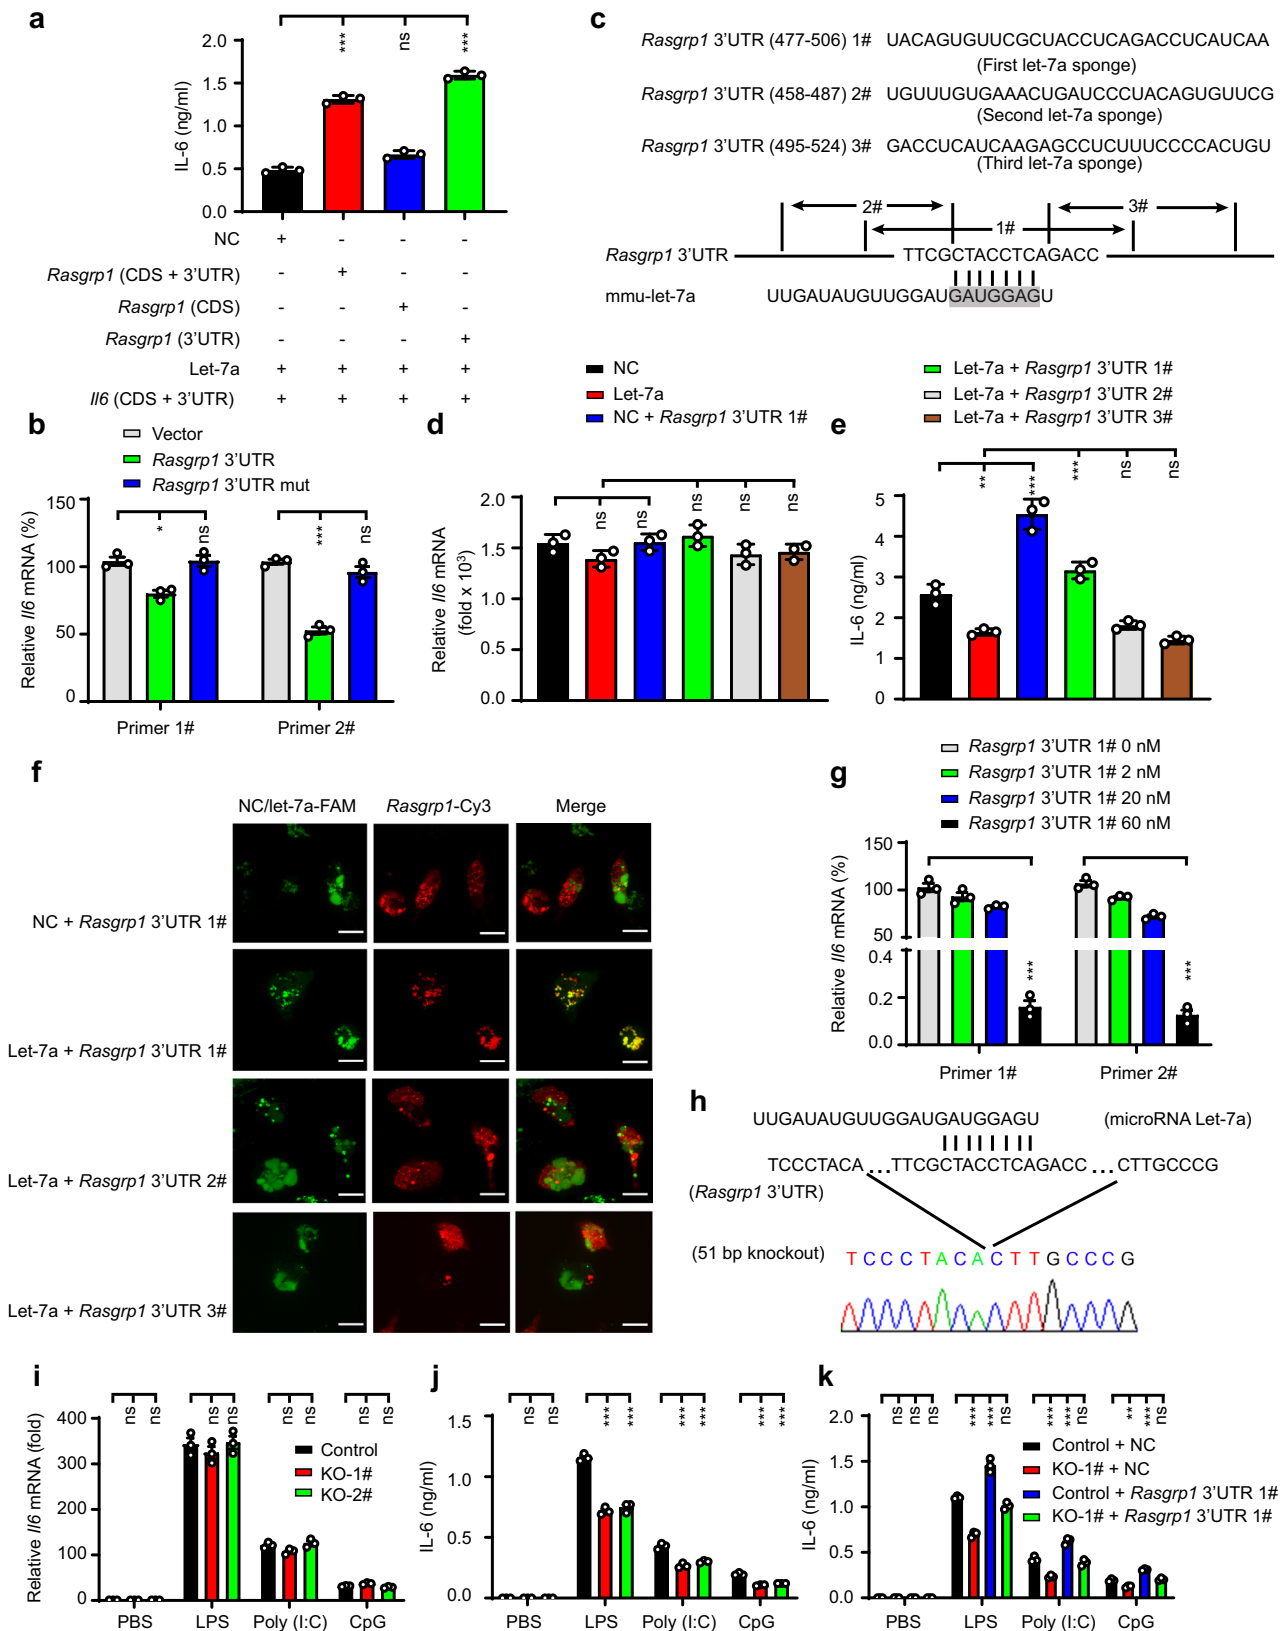 a
2.0
1.5
1.0
0.5
0.0
IL-6 (ng/ml)
*** ns ***
NC + - - -
Rasgrp1 (CDS + 3'UTR) - + - -
Rasgrp1 (CDS) - - + -
Rasgrp1 (3'UTR) - - - +
Let-7a + + + +
Il6 (CDS + 3'UTR) + + + +
c
Rasgrp1 3'UTR (477-506) 1# UACAGUGUUCGCUACCUCAGACCUCAUCAA
(First let-7a sponge)
Rasgrp1 3'UTR (458-487) 2# UGUUUGUGAAACUGAUCCCUACAGUGUUCG
(Second let-7a sponge)
Rasgrp1 3'UTR (495-524) 3# GACCUCAUCAAGAGCCUCUUUCCCCACUGU
(Third let-7a sponge)
2# 3#
1#
Rasgrp1 3'UTR TTCGCTACCTCAGACC
mmu-let-7a UUGAUAUGUUGGAUGAUGGAGU
b
Vector
Rasgrp1 3'UTR
Rasgrp1 3'UTR mut
150
100
50
0
Relative Il6 mRNA (%)
* ns *** ns
Primer 1# Primer 2#
NC
Let-7a
NC + Rasgrp1 3'UTR 1#
Let-7a + Rasgrp1 3'UTR 1#
Let-7a + Rasgrp1 3'UTR 2#
Let-7a + Rasgrp1 3'UTR 3#
d
2.0
1.5
1.0
0.5
0.0
Relative Il6 mRNA
(fold x 10³)
ns ns ns ns ns
e
5
4
3
2
1
0
IL-6 (ng/ml)
** *** *** ns ns
f
NC/let-7a-FAM Rasgrp1-Cy3 Merge
NC + Rasgrp1 3'UTR 1#
Let-7a + Rasgrp1 3'UTR 1#
Let-7a + Rasgrp1 3'UTR 2#
Let-7a + Rasgrp1 3'UTR 3#
g
Rasgrp1 3'UTR 1# 0 nM
Rasgrp1 3'UTR 1# 2 nM
Rasgrp1 3'UTR 1# 20 nM
Rasgrp1 3'UTR 1# 60 nM
150
100
50
0.4
0.2
0.0
Relative Il6 mRNA (%)
*** ***
Primer 1# Primer 2#
h
UUGAUAUGUUGGAUGAUGGAGU (microRNA Let-7a)
TCCCTACA...TTCGCTACCTCAGACC...CTTGCCCG
(Rasgrp1 3'UTR)
(51 bp knockout) T C C C T A C A C T T G C C C G
i
400
300
200
100
0
Relative Il6 mRNA (fold)
ns ns ns ns ns ns ns ns
Control
KO-1#
KO-2#
PBS LPS Poly (I:C) CpG
j
1.5
1.0
0.5
0.0
IL-6 (ng/ml)
ns ns *** *** *** *** *** ***
PBS LPS Poly (I:C) CpG
k
2.0
1.5
1.0
0.5
0.0
IL-6 (ng/ml)
ns ns ns *** *** ns *** *** ns ** *** ns
Control + NC
KO-1# + NC
Control + Rasgrp1 3'UTR 1#
KO-1# + Rasgrp1 3'UTR 1#
PBS LPS Poly (I:C) CpG